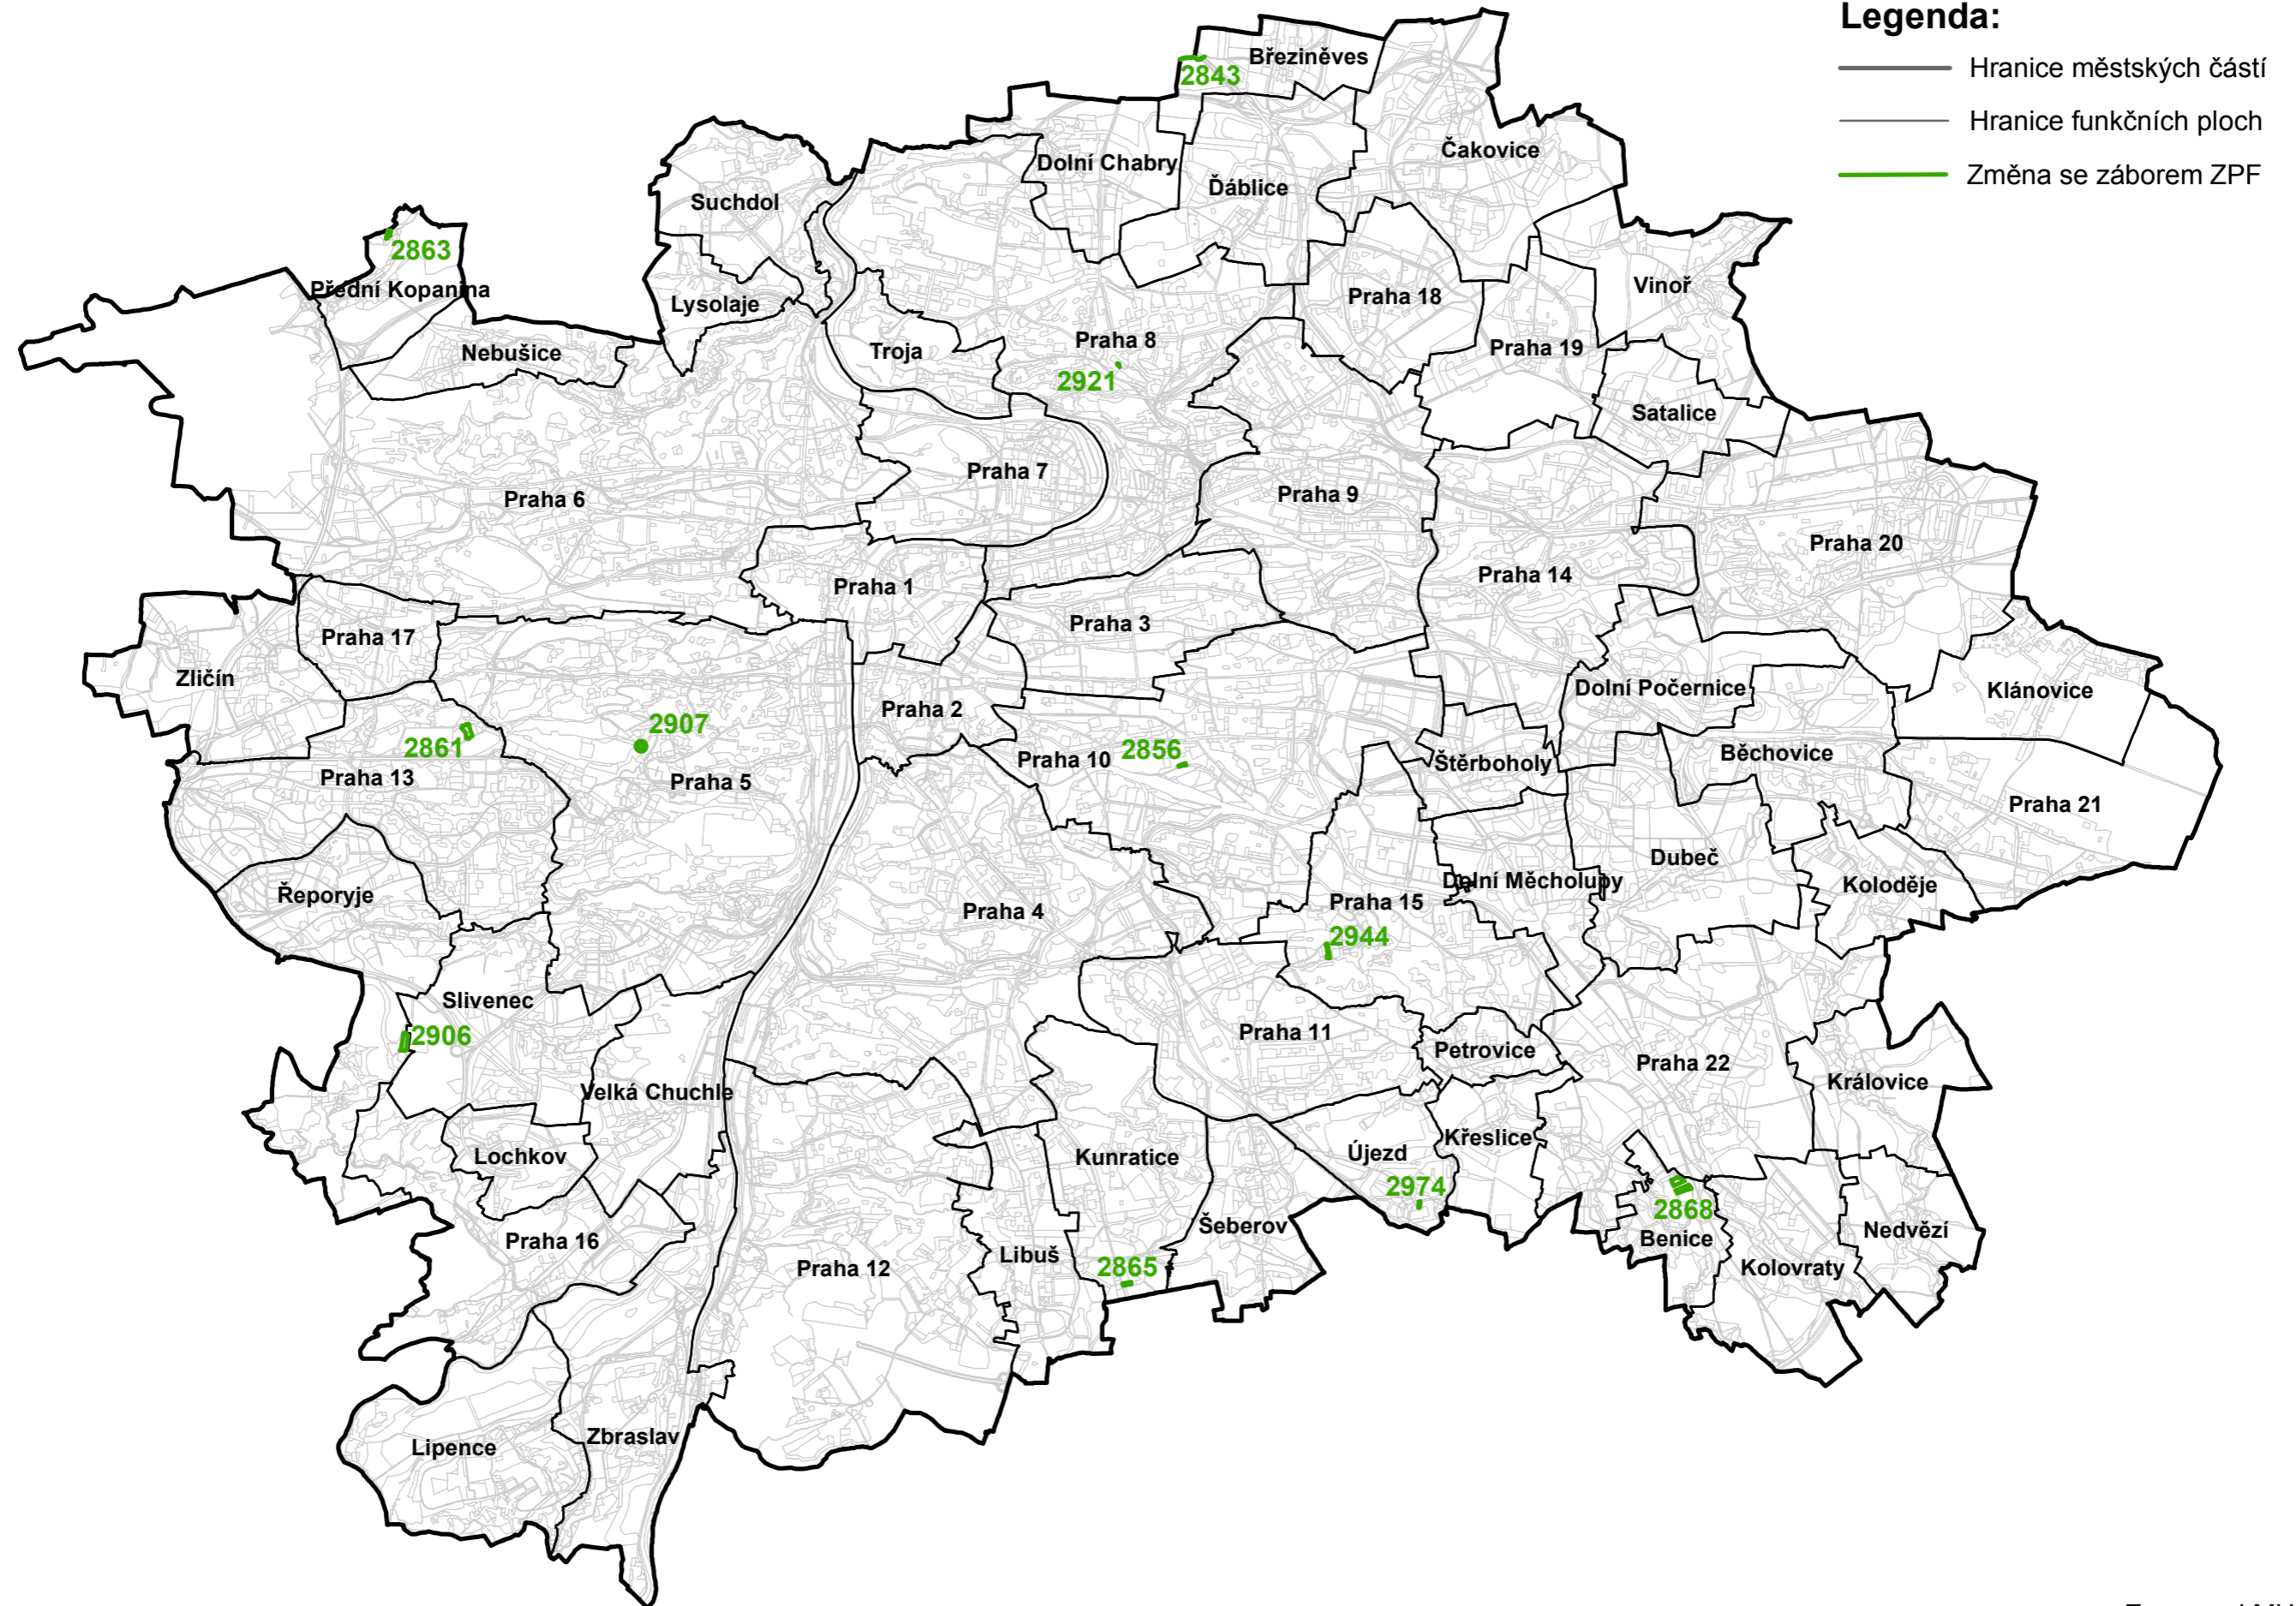 Legenda:
Hranice městských částí
Hranice funkčních ploch
Změna se záborem ZPF
Březiněves
2843
Čakovice
Dolní Chabry
Ďáblice
Suchdol
2863
Přední Kopanina
Vinoř
Lysolaje
Praha 18
Praha 8
Praha 19
Troja
Nebušice
2921
Satalice
Praha 7
Praha 9
Praha 6
Praha 20
Praha 14
Praha 1
Praha 3
Praha 17
Zličín
Dolní Počernice
Klánovice
Praha 2
2907
2861
2856
Praha 10
Běchovice
Štěrboholy
Praha 13
Praha 5
Praha 21
Dubeč
Dolní Měcholupy
Koloděje
Řeporyje
Praha 15
Praha 4
2944
Slivenec
2906
Praha 11
Petrovice
Praha 22
Královice
Velká Chuchle
Křeslice
Újezd
Lochkov
Kunratice
2974
2868
Šeberov
Nedvězí
Benice
Praha 16
Libuš
2865
Praha 12
Kolovraty
Zbraslav
Lipence